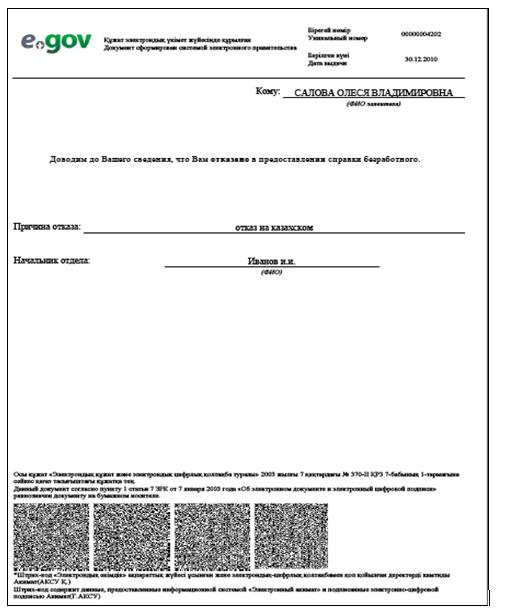 e.gov
Құжат электрондық үкімет жүйесінде құрылған
Документ сформирован системой электронного правительства
Бірегей нөмір
Уникальный номер
00000004202
Берілген күні
Дата выдачи
30.12.2010
Кому: САЛОВА ОЛЕСЯ ВЛАДИМИРОВНА
(ФИО заявителя)
Доводим до Вашего сведения, что Вам отказано в предоставлении справки безработного.
Причина отказа: отказ на казахском
Начальник отдела: Иванов и.и.
(ФИО)
Осы құжат «Электрондық құжат және электрондық цифрлық қолтаңба туралы» 2003 жылғы 7 қаңтардағы № 370-II ҚРЗ 7-бабының 1-тармағына
сәйкес қағаз тасығыштағы құжатқа тең.
Данный документ согласно пункту 1 статьи 7 ЗРК от 7 января 2003 года «Об электронном документе и электронной цифровой подписи»
равнозначен документу на бумажном носителе.
*Штрих-код «Электрондық әкімдік» ақпараттық жүйесі ұсынған және электрондық-цифрлық қолтаңбамен қол қойылған деректерді қамтиды
Акимат(АКСУ Қ.)
Штрих-код содержит данные, предоставленные информационной системой «Электронный акимат» и подписанные электронно-цифровой
подписью Акимат(Г.АКСУ)